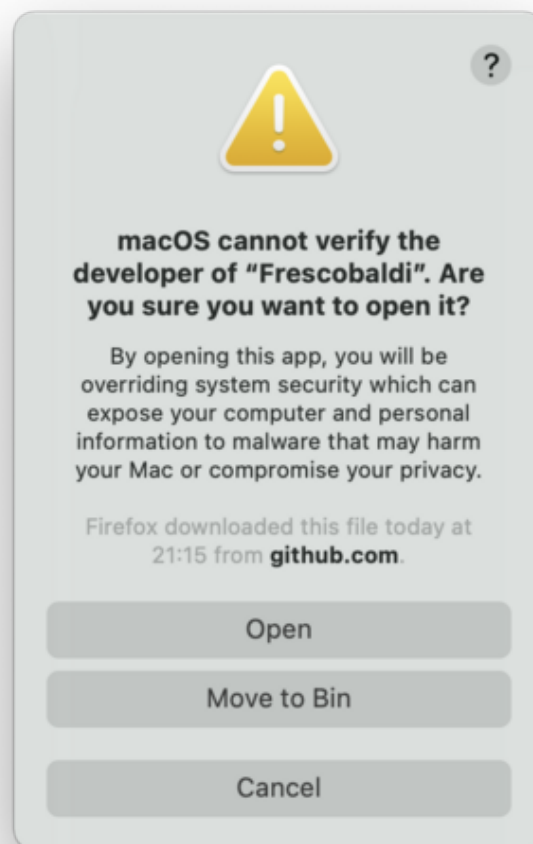 ?
macOS cannot verify the
developer of “Frescobaldi”. Are
you sure you want to open it?
By opening this app, you will be
overriding system security which can
expose your computer and personal
information to malware that may harm
your Mac or compromise your privacy.
Firefox downloaded this file today at
21:15 from github.com.
Open
Move to Bin
Cancel